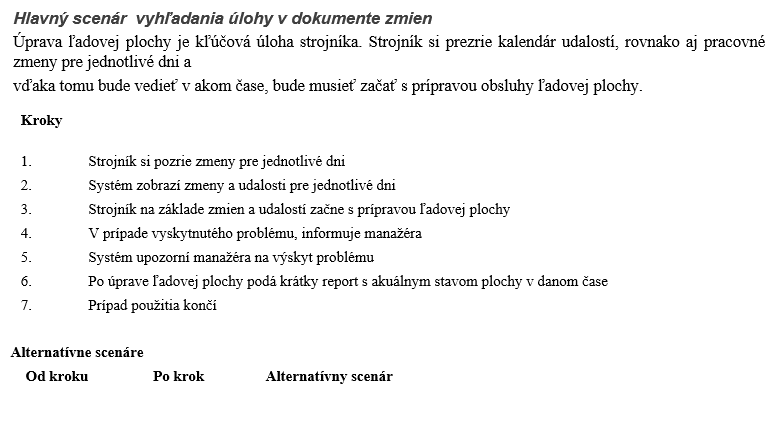 Hlavný scenár vyhľadania úlohy v dokumente zmien
Úprava ľadovej plochy je kľúčová úloha strojníka. Strojník si prezrie kalendár udalostí, rovnako aj pracovné
zmeny pre jednotlivé dni a
vďaka tomu bude vedieť v akom čase, bude musieť začať s prípravou obsluhy ľadovej plochy.
Kroky
1. Strojník si pozrie zmeny pre jednotlivé dni
2. Systém zobrazí zmeny a udalosti pre jednotlivé dni
3. Strojník na základe zmien a udalostí začne s prípravou ľadovej plochy
4. V prípade vyskytnutého problému, informuje manažéra
5. Systém upozorní manažéra na výskyt problému
6. Po úprave ľadovej plochy podá krátky report s akuálnym stavom plochy v danom čase
7. Prípad použitia končí
Alternatívne scenáre
Od kroku Po krok Alternatívny scenár